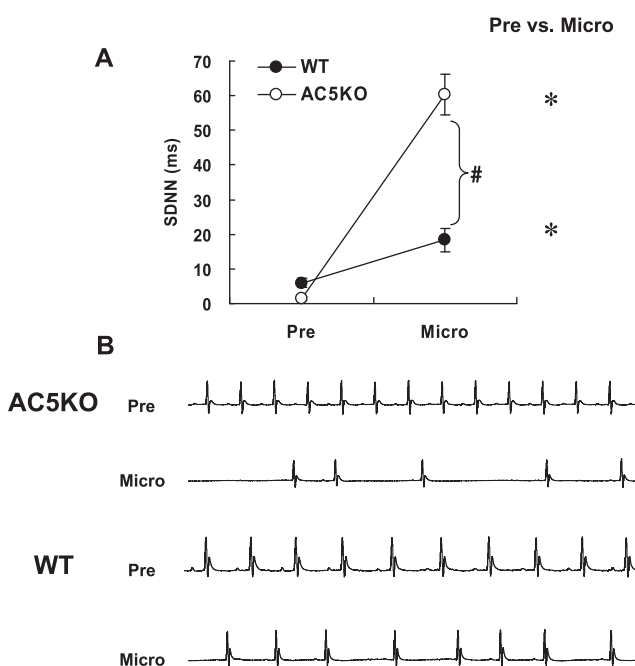 Pre vs. Micro
A
70
60
50
40
30
20
10
0
SDNN (ms)
WT
AC5KO
*
#
*
Pre
Micro
B
AC5KO
Pre
Micro
WT
Pre
Micro